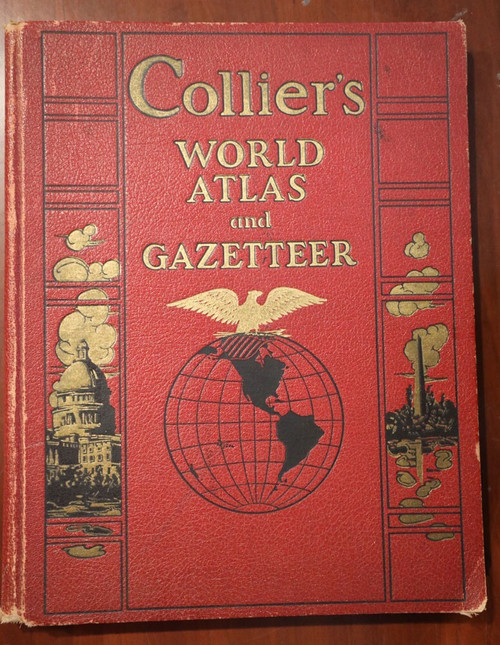 Collier's
WORLD
ATLAS
and
GAZETTEER